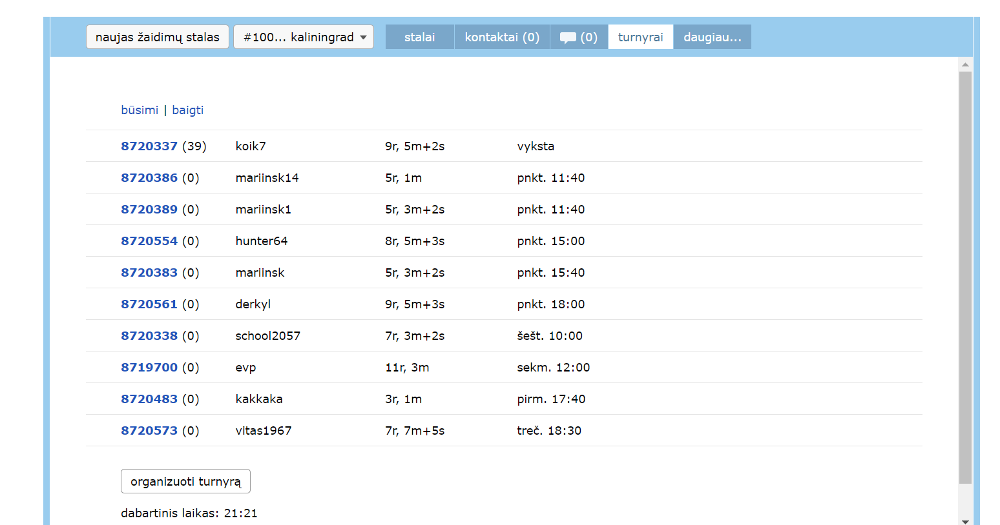 naujas žaidimų stalas #100... kaliningrad stalai kontaktai (0) (0) turnyrai daugiau...
būsimi | baigti
8720337 (39) koik7 9r, 5m+2s vyksta
8720386 (0) mariinsk14 5r, 1m pnkt. 11:40
8720389 (0) mariinsk1 5r, 3m+2s pnkt. 11:40
8720554 (0) hunter64 8r, 5m+3s pnkt. 15:00
8720383 (0) mariinsk 5r, 3m+2s pnkt. 15:40
8720561 (0) derkyl 9r, 5m+3s pnkt. 18:00
8720338 (0) school2057 7r, 3m+2s šešt. 10:00
8719700 (0) evp 11r, 3m sekm. 12:00
8720483 (0) kakkaka 3r, 1m pirm. 17:40
8720573 (0) vitas1967 7r, 7m+5s treč. 18:30
organizuoti turnyrą
dabartinis laikas: 21:21